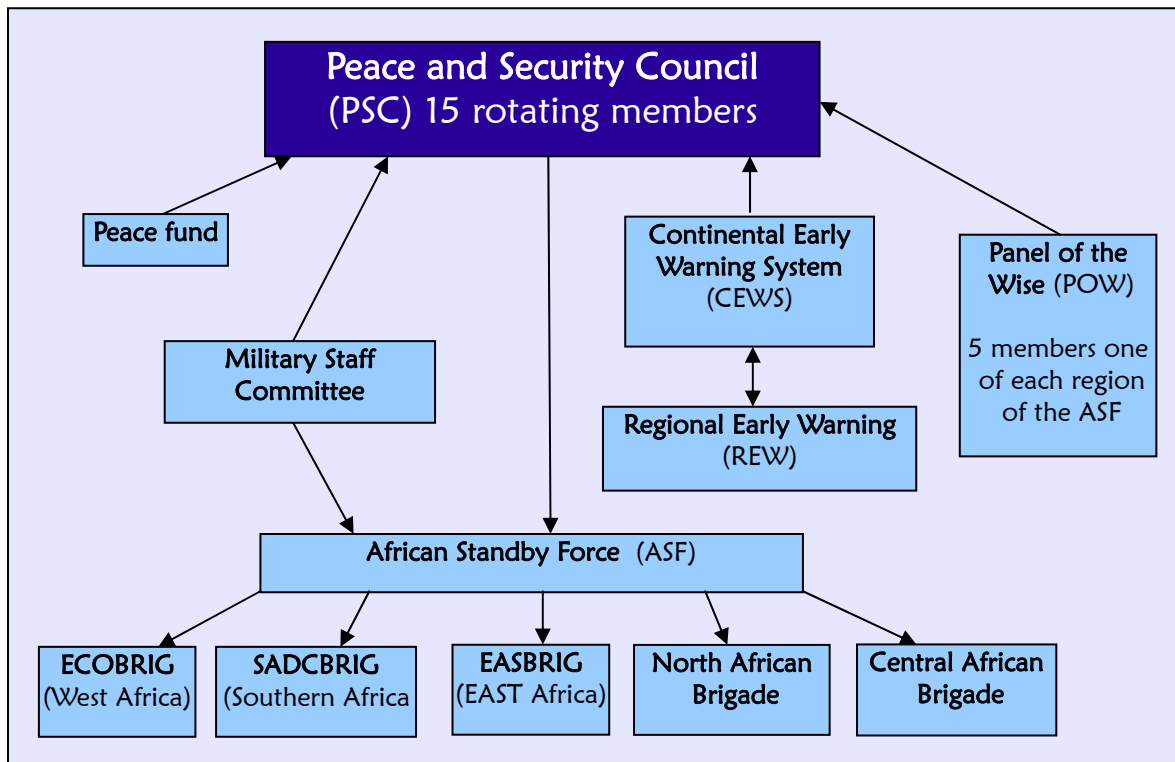 Peace and Security Council
(PSC) 15 rotating members
Peace fund
Continental Early
Warning System
(CEWS)
Panel of the
Wise (POW)
5 members one
of each region
of the ASF
Military Staff
Committee
Regional Early Warning
(REW)
African Standby Force (ASF)
ECOBRIG
(West Africa)
SADCBRIG
(Southern Africa
EASBRIG
(EAST Africa)
North African
Brigade
Central African
Brigade